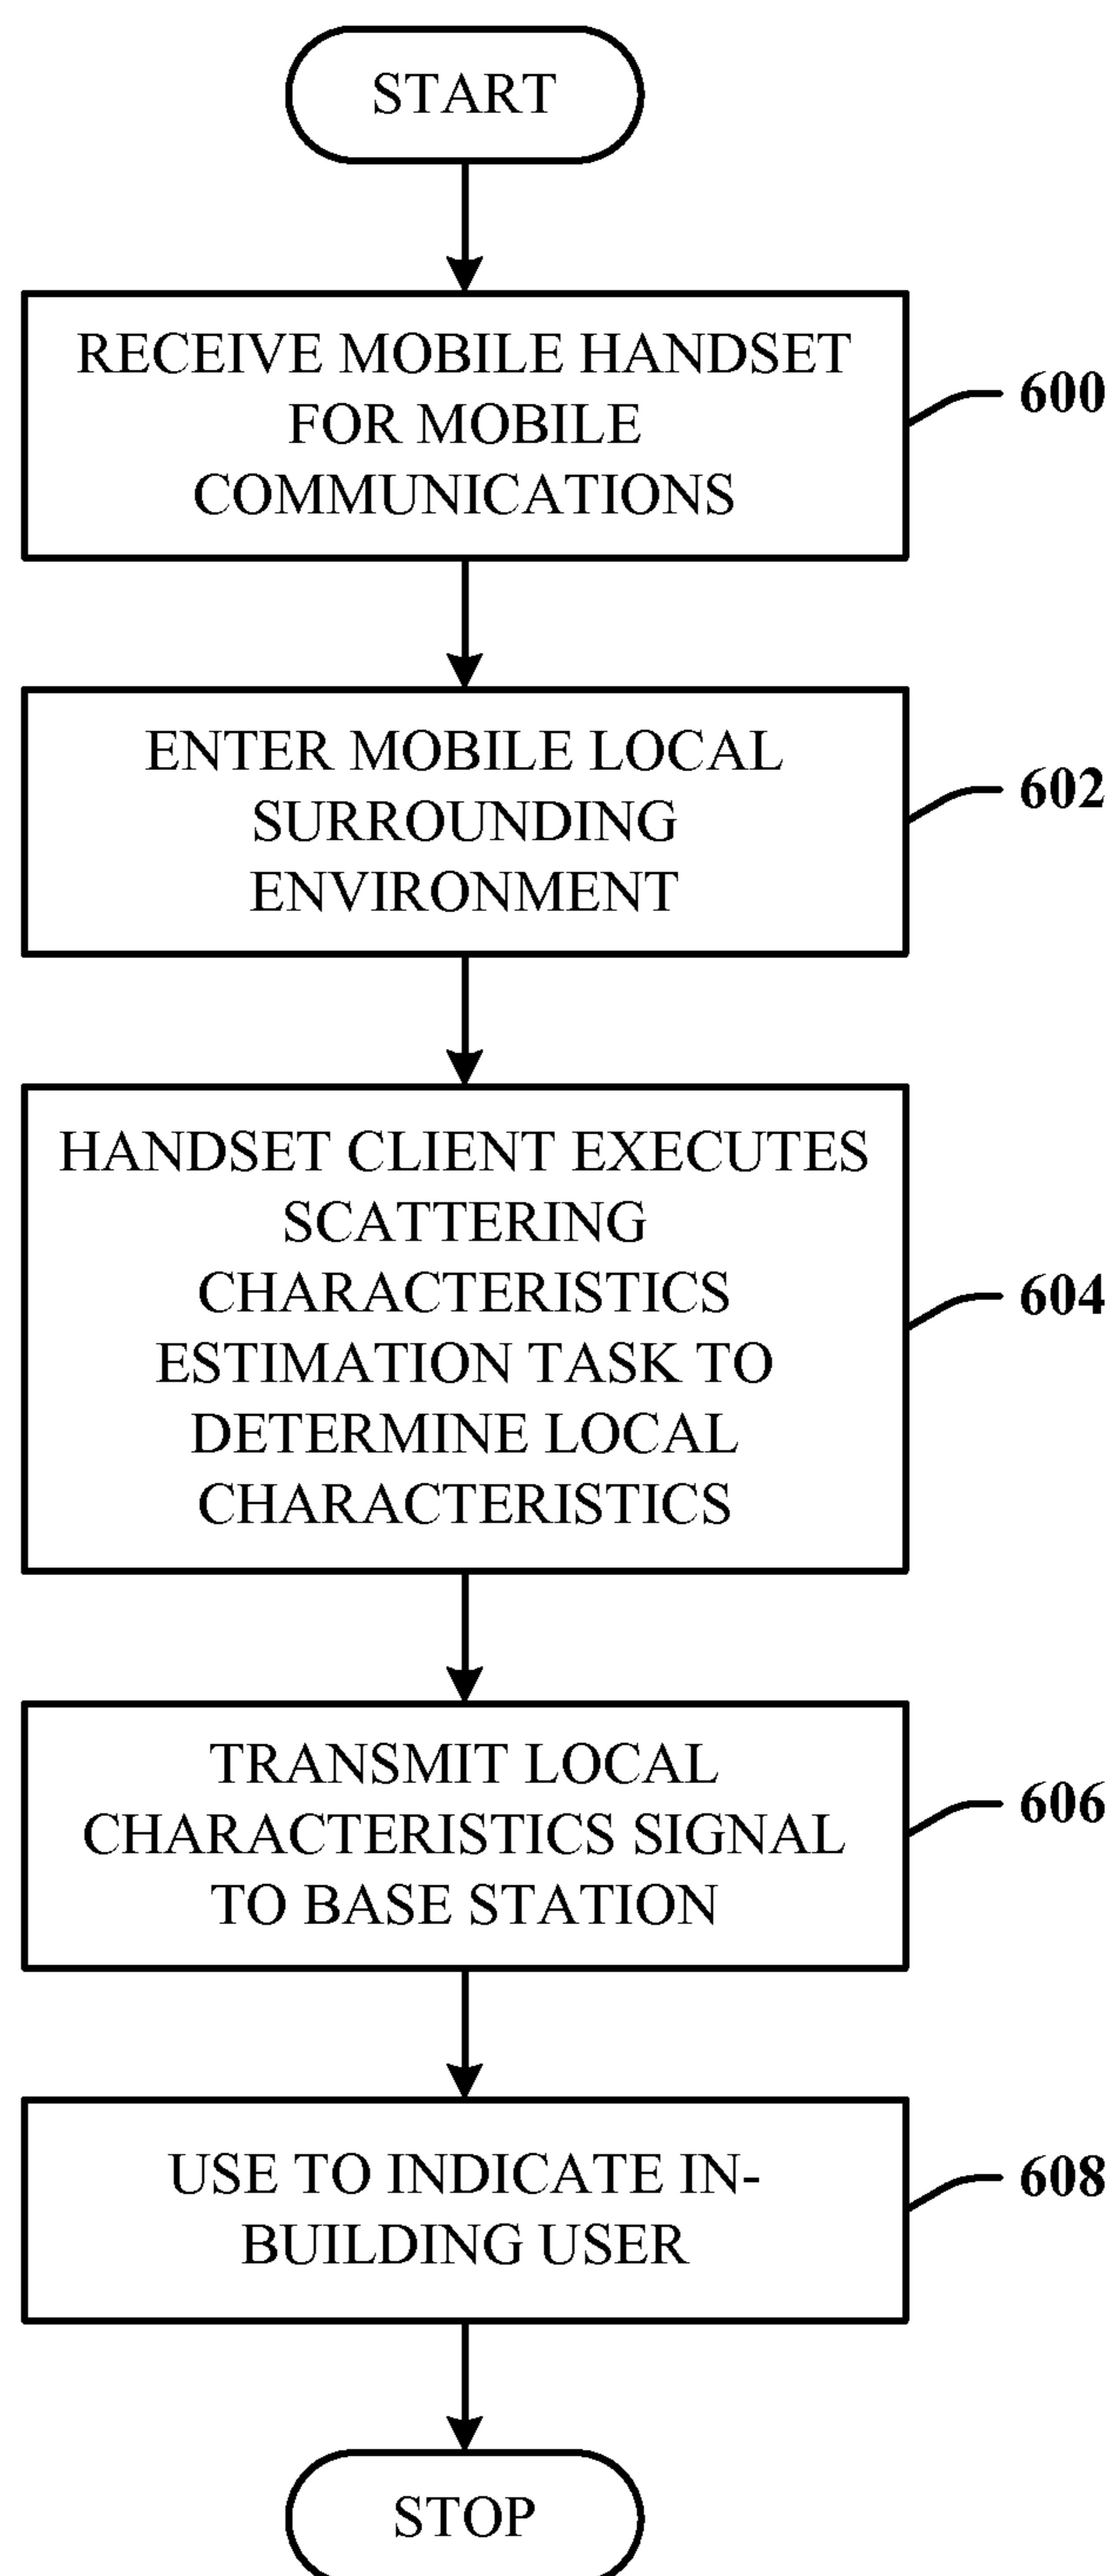 START
RECEIVE MOBILE HANDSET
FOR MOBILE
COMMUNICATIONS
600
ENTER MOBILE LOCAL
SURROUNDING
ENVIRONMENT
602
HANDSET CLIENT EXECUTES
SCATTERING
CHARACTERISTICS
ESTIMATION TASK TO
DETERMINE LOCAL
CHARACTERISTICS
604
TRANSMIT LOCAL
CHARACTERISTICS SIGNAL
TO BASE STATION
606
USE TO INDICATE IN-
BUILDING USER
608
STOP